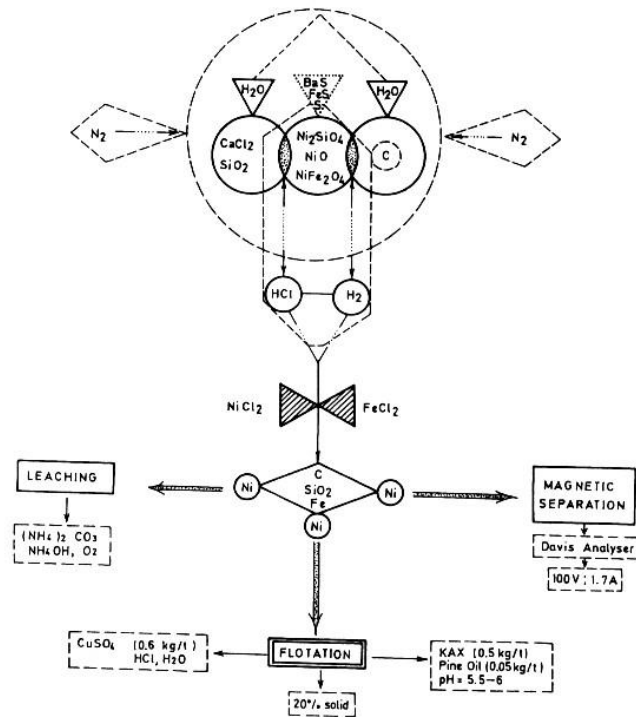 BaS
FeS
S
H2O
H2O
N2
N2
CaCl2
SiO2
Ni2SiO4
NiO
NiFe2O4
C
HCl
H2
NiCl2
FeCl2
LEACHING
(NH4)2 CO3
NH4OH, O2
Ni
C
SiO2
Fe
Ni
Ni
MAGNETIC
SEPARATION
Davis Analyser
100V; 1.7A
CuSO4 (0.6 kg/t)
HCl, H2O
FLOTATION
KAX (0.5 kg/t)
Pine Oil (0.05 kg/t)
pH = 5.5-6
20% solid